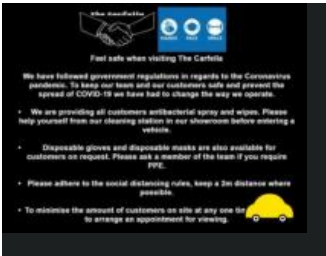 The Carfella
HANDS FACE SPACE
Feel safe when visiting The Carfella
We have followed government regulations in regards to the Coronavirus
pandemic. To keep our team and our customers safe and prevent the
spread of COVID-19 we have had to change the way we operate.
• We are providing all customers antibacterial spray and wipes. Please
help yourself from our cleaning station in our showroom before entering a
vehicle.
• Disposable gloves and disposable masks are also available for
customers on request. Please ask a member of the team if you require
PPE.
• Please adhere to the social distancing rules, keep a 2m distance where
possible.
• To minimise the amount of customers on site at any one
to arrange an appointment for viewing.